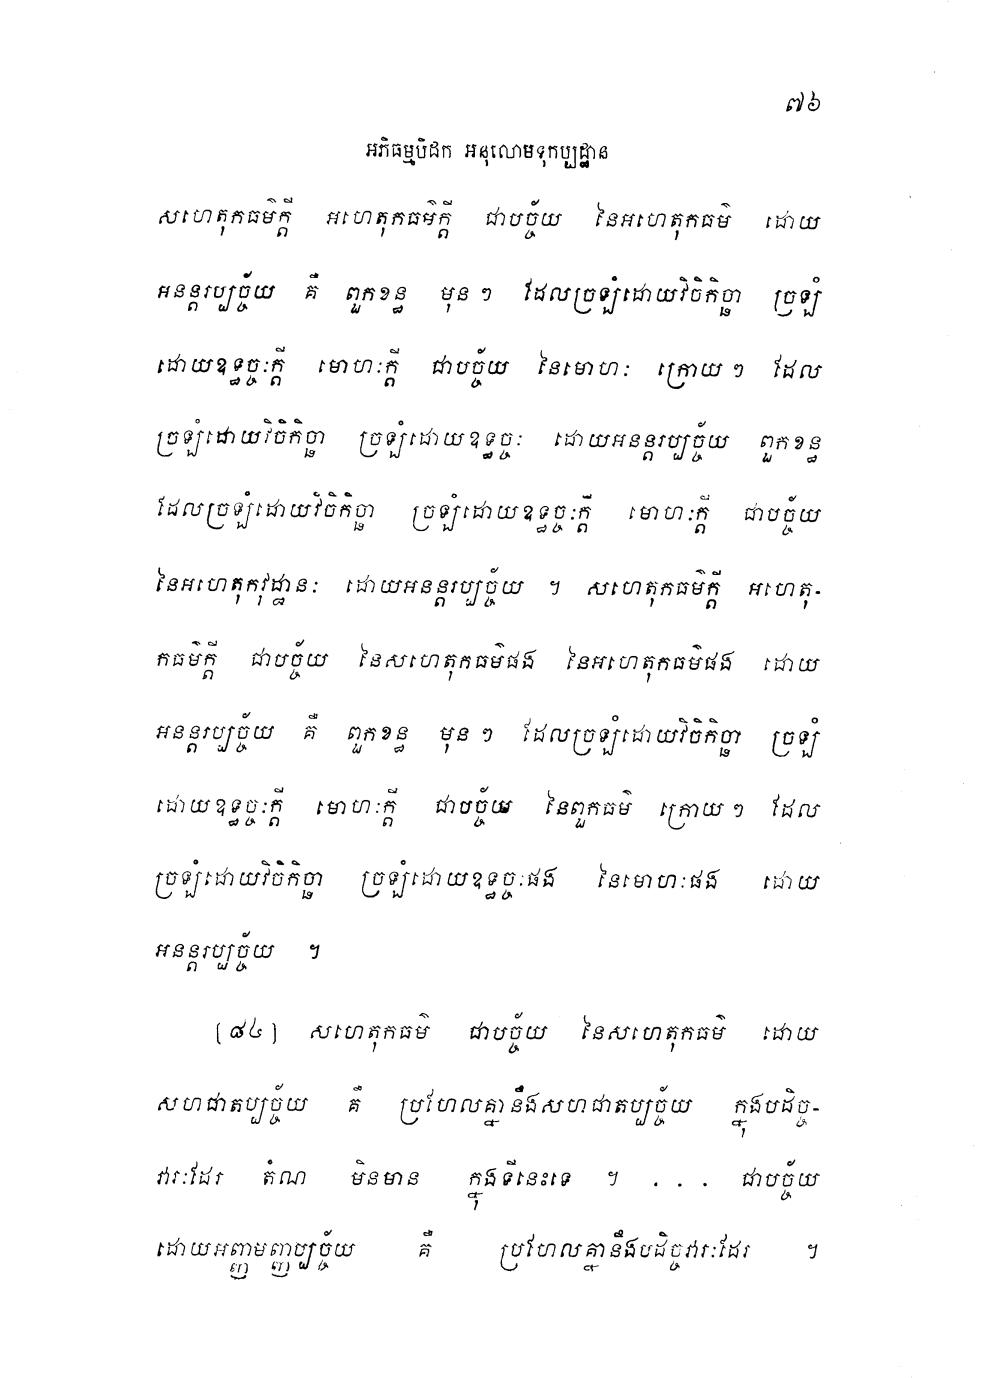 ៧៦
អភិធម្មបិដក អនុលោមទុកប្បដ្ឋាន
សហេតុកធម៌ក្តី អហេតុកធម៌ក្តី ជាបច្ច័យ នៃអហេតុកធម៌ ដោយ
អនន្តរប្បច្ច័យ គឺ ពួកខន្ធ មុន ៗ ដែលច្រឡំដោយវិចិកិច្ឆា ច្រឡំ
ដោយឧទ្ធច្ចៈក្តី មោហៈក្តី ជាបច្ច័យ នៃមោហៈ ក្រោយ ៗ ដែល
ច្រឡំដោយវិចិកិច្ឆា ច្រឡំដោយឧទ្ធច្ចៈ ដោយអនន្តរប្បច្ច័យ ពួកខន្ធ
ដែលច្រឡំដោយវិចិកិច្ឆា ច្រឡំដោយឧទ្ធច្ចៈក្តី មោហៈក្តី ជាបច្ច័យ
នៃអហេតុកវុដ្ឋានៈ ដោយអនន្តរប្បច្ច័យ ។ សហេតុកធម៌ក្តី អហេតុ-
កធម៌ក្តី ជាបច្ច័យ នៃសហេតុកធម៌ផង នៃអហេតុកធម៌ផង ដោយ
អនន្តរប្បច្ច័យ គឺ ពួកខន្ធ មុន ៗ ដែលច្រឡំដោយវិចិកិច្ឆា ច្រឡំ
ដោយឧទ្ធច្ចៈក្តី មោហៈក្តី ជាបច្ច័យ នៃពួកធម៌ ក្រោយ ៗ ដែល
ច្រឡំដោយវិចិកិច្ឆា ច្រឡំដោយឧទ្ធច្ចៈផង នៃមោហៈផង ដោយ
អនន្តរប្បច្ច័យ ។
(៨៤) សហេតុកធម៌ ជាបច្ច័យ នៃសហេតុកធម៌ ដោយ
សហជាតប្បច្ច័យ គឺ ប្រហែលគ្នានឹងសហជាតប្បច្ច័យ ក្នុងបដិច្ច-
វារៈដែរ តំណ មិនមាន ក្នុងទីនេះទេ ។ . . . ជាបច្ច័យ
ដោយអញ្ញមញ្ញប្បច្ច័យ គឺ ប្រហែលគ្នានឹងបដិច្ចវារៈដែរ ។